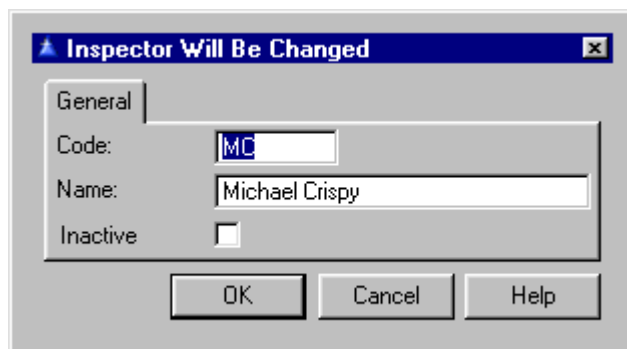 Inspector Will Be Changed
General
Code: MC
Name: Michael Crispy
Inactive
OK Cancel Help